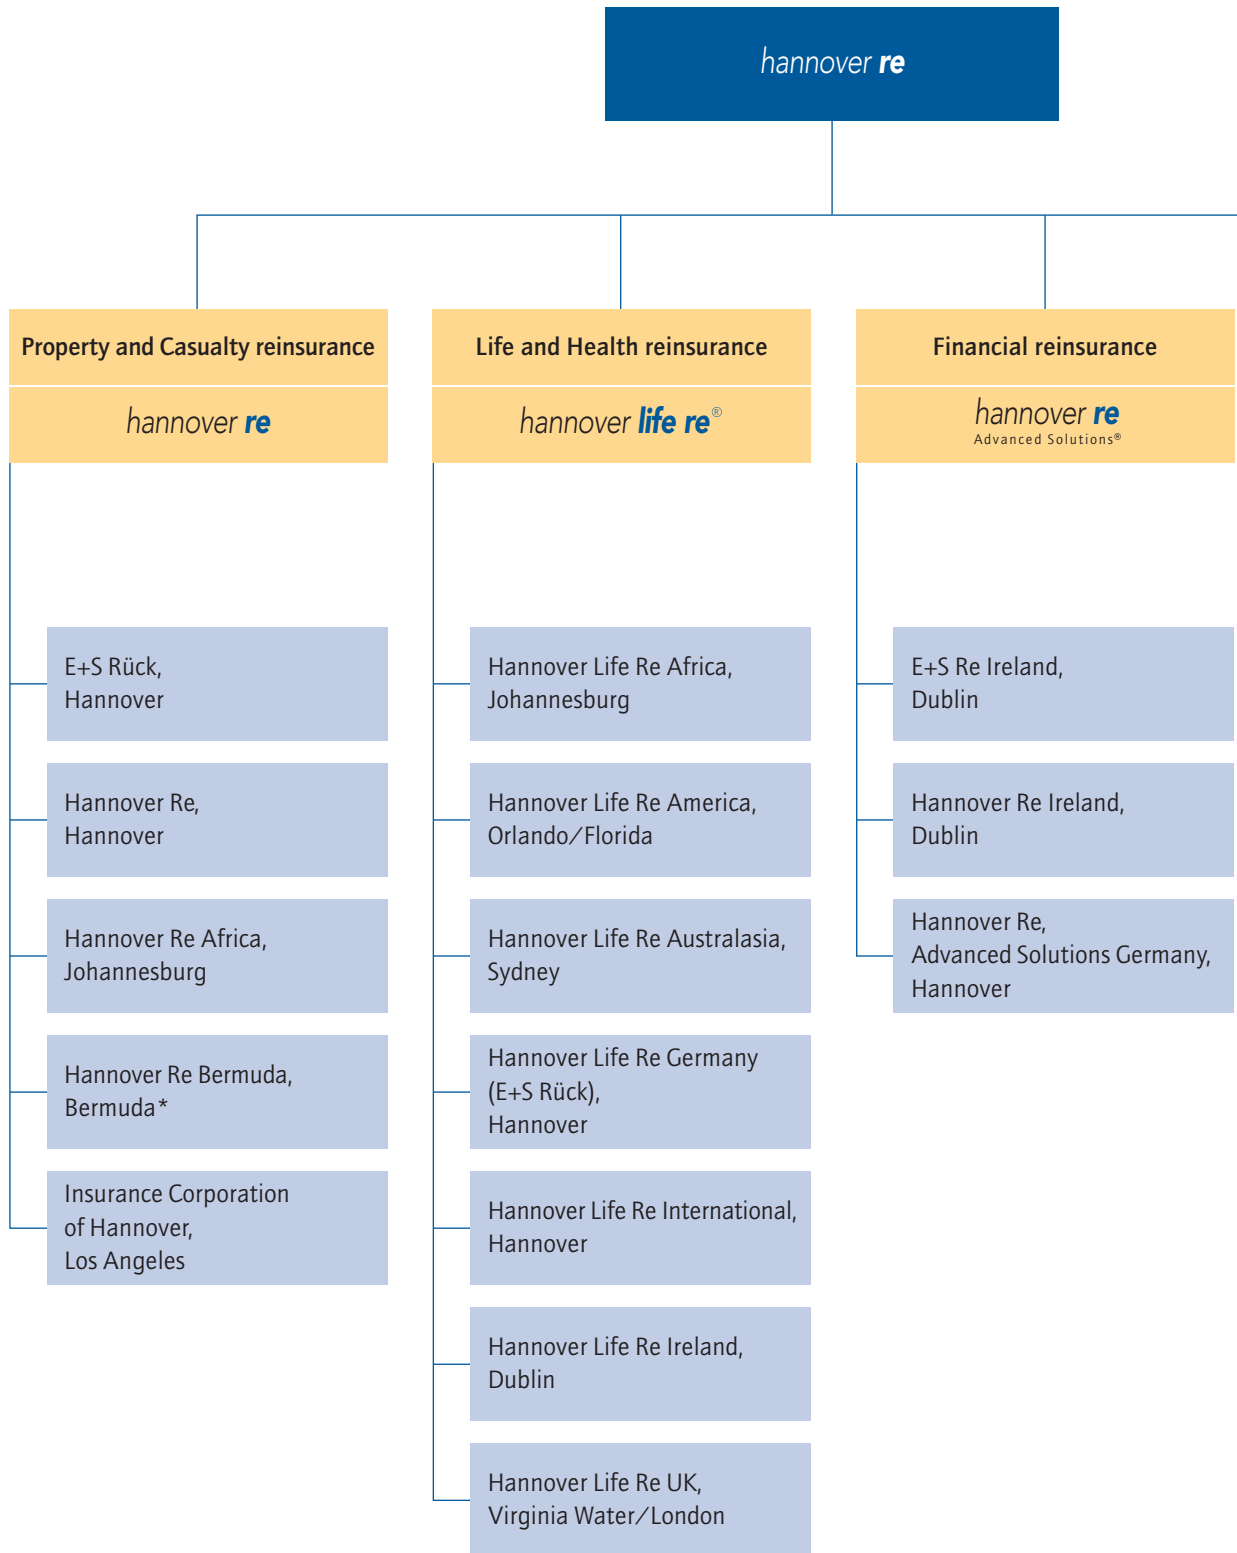 hannover re
Property and Casualty reinsurance
hannover re
E+S Rück,
Hannover
Hannover Re,
Hannover
Hannover Re Africa,
Johannesburg
Hannover Re Bermuda,
Bermuda*
Insurance Corporation
of Hannover,
Los Angeles
Life and Health reinsurance
hannover life re®
Hannover Life Re Africa,
Johannesburg
Hannover Life Re America,
Orlando/Florida
Hannover Life Re Australasia,
Sydney
Hannover Life Re Germany
(E+S Rück),
Hannover
Hannover Life Re International,
Hannover
Hannover Life Re Ireland,
Dublin
Hannover Life Re UK,
Virginia Water/London
Financial reinsurance
hannover re
Advanced Solutions®
E+S Re Ireland,
Dublin
Hannover Re Ireland,
Dublin
Hannover Re,
Advanced Solutions Germany,
Hannover